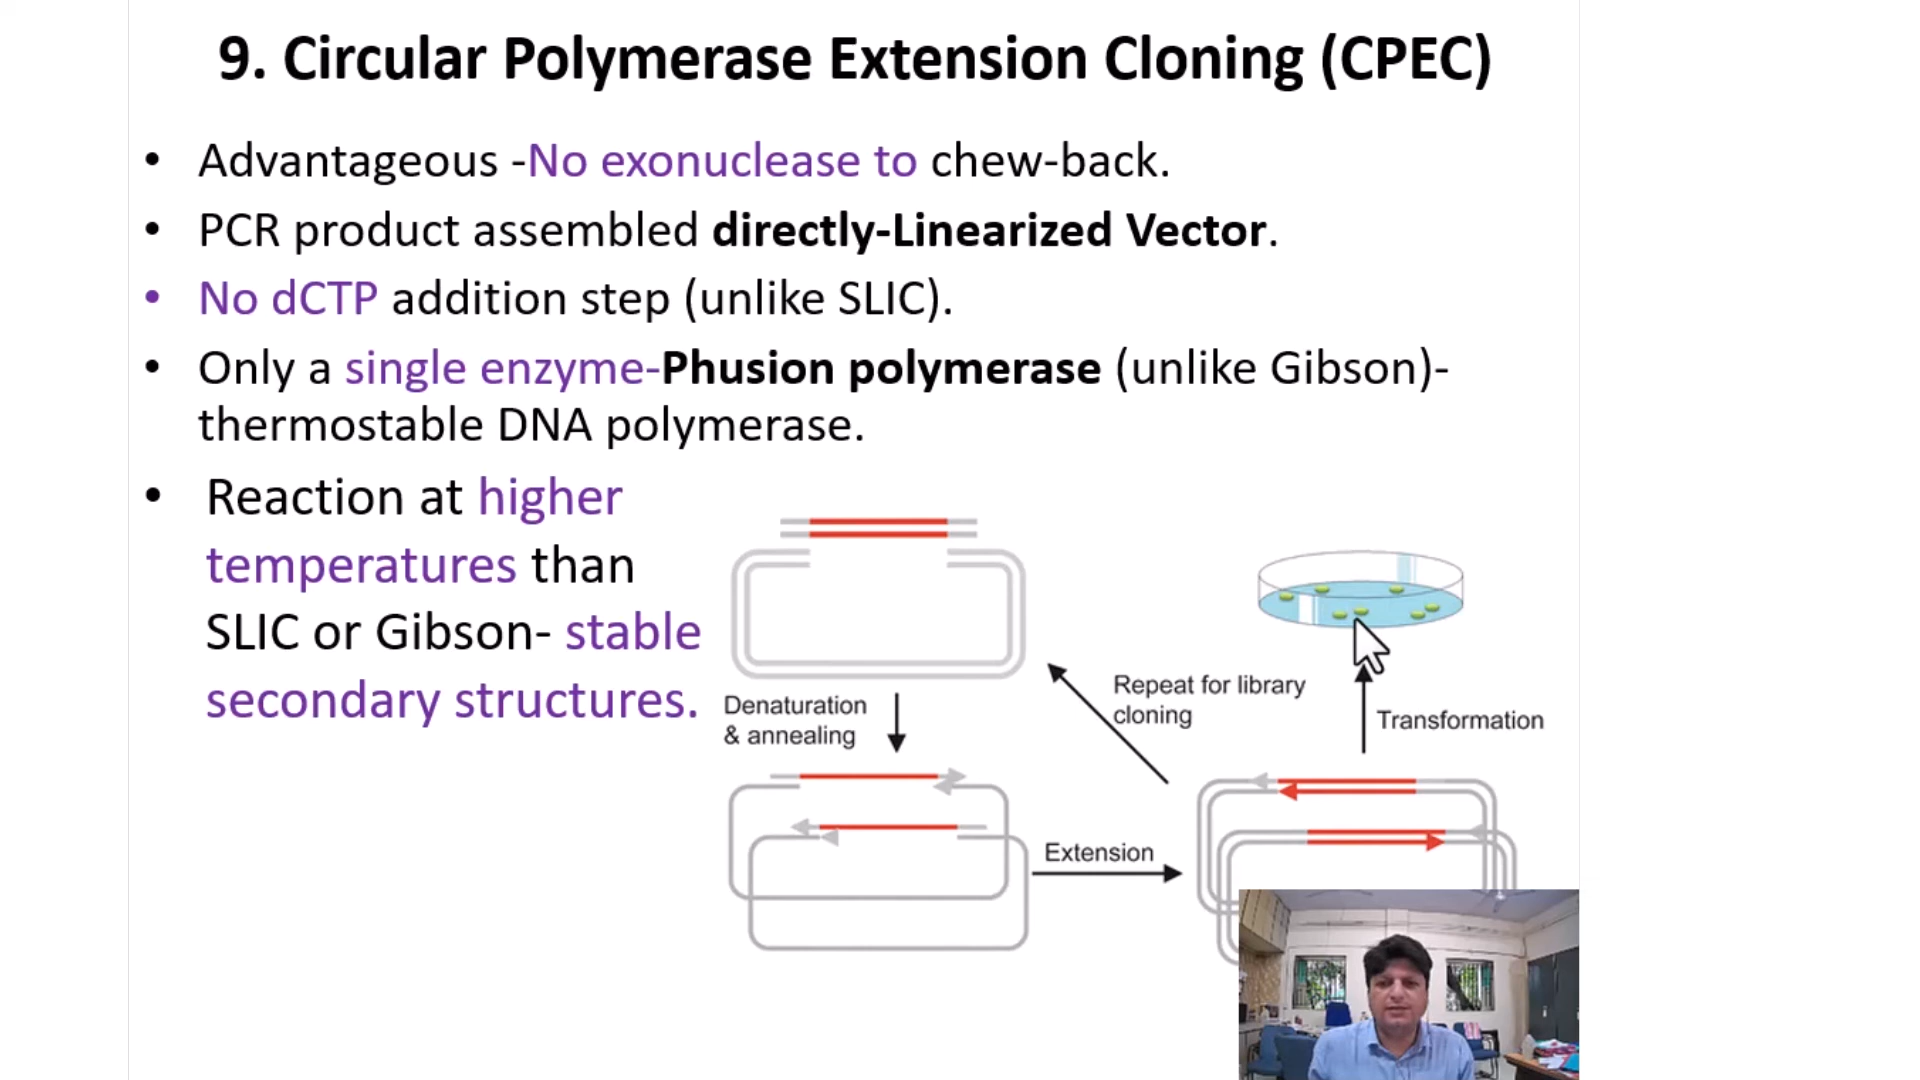 9. Circular Polymerase Extension Cloning (CPEC)
• Advantageous -No exonuclease to chew-back.
• PCR product assembled directly-Linearized Vector.
• No dCTP addition step (unlike SLIC).
• Only a single enzyme-Phusion polymerase (unlike Gibson)-
thermostable DNA polymerase.
• Reaction at higher
temperatures than
SLIC or Gibson- stable
secondary structures.
Denaturation
& annealing
Extension
Repeat for library
cloning
Transformation